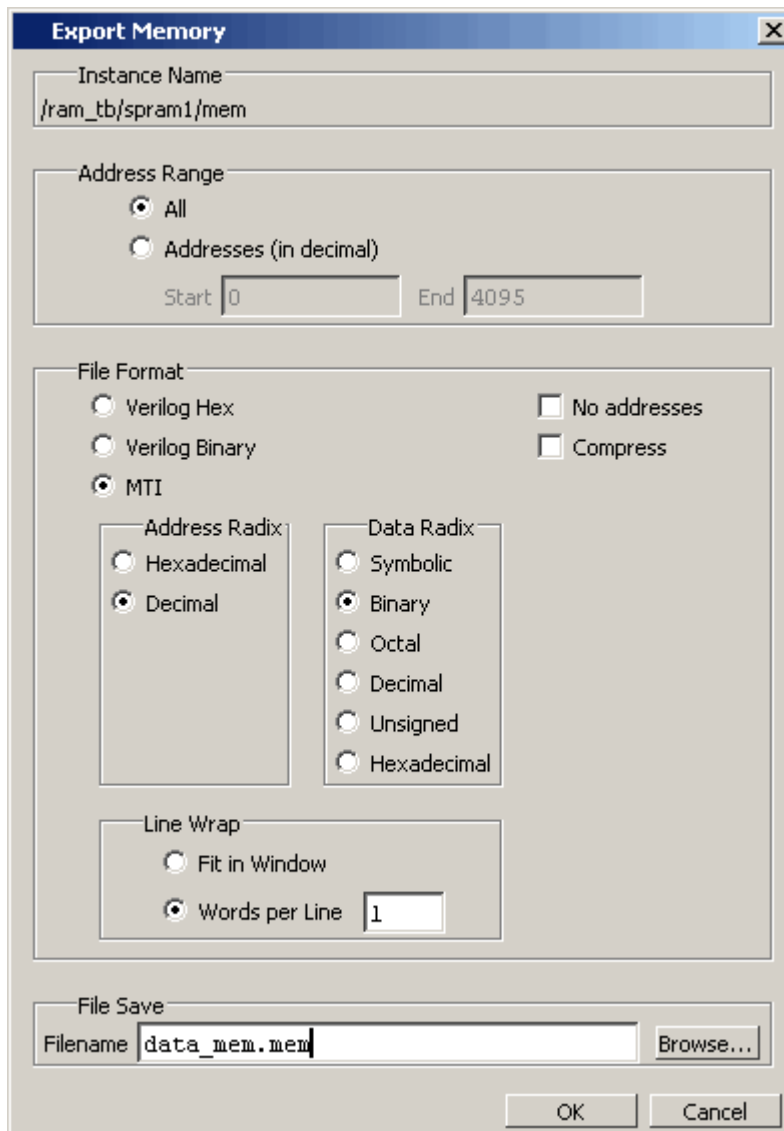 Export Memory
Instance Name
/ram_tb/spram1/mem
Address Range
All
Addresses (in decimal)
Start 0 End 4095
File Format
Verilog Hex
No addresses
Verilog Binary
Compress
MTI
Address Radix
Hexadecimal
Decimal
Data Radix
Symbolic
Binary
Octal
Decimal
Unsigned
Hexadecimal
Line Wrap
Fit in Window
Words per Line 1
File Save
Filename data_mem.mem Browse...
OK Cancel